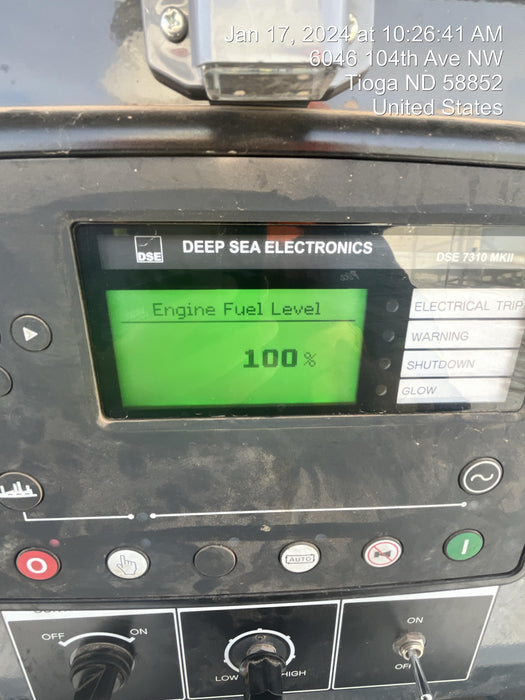 Jan 17, 2024 at 10:26:41 AM
6046 104th Ave NW
Tioga ND 58852
United States
DSE
DEEP SEA ELECTRONICS
DSE 7310 MKII
Engine Fuel Level
100%
ELECTRICAL TRIP
WARNING
SHUTDOWN
GLOW
AUTO
OFF ON
LOW HIGH
ON
OFF